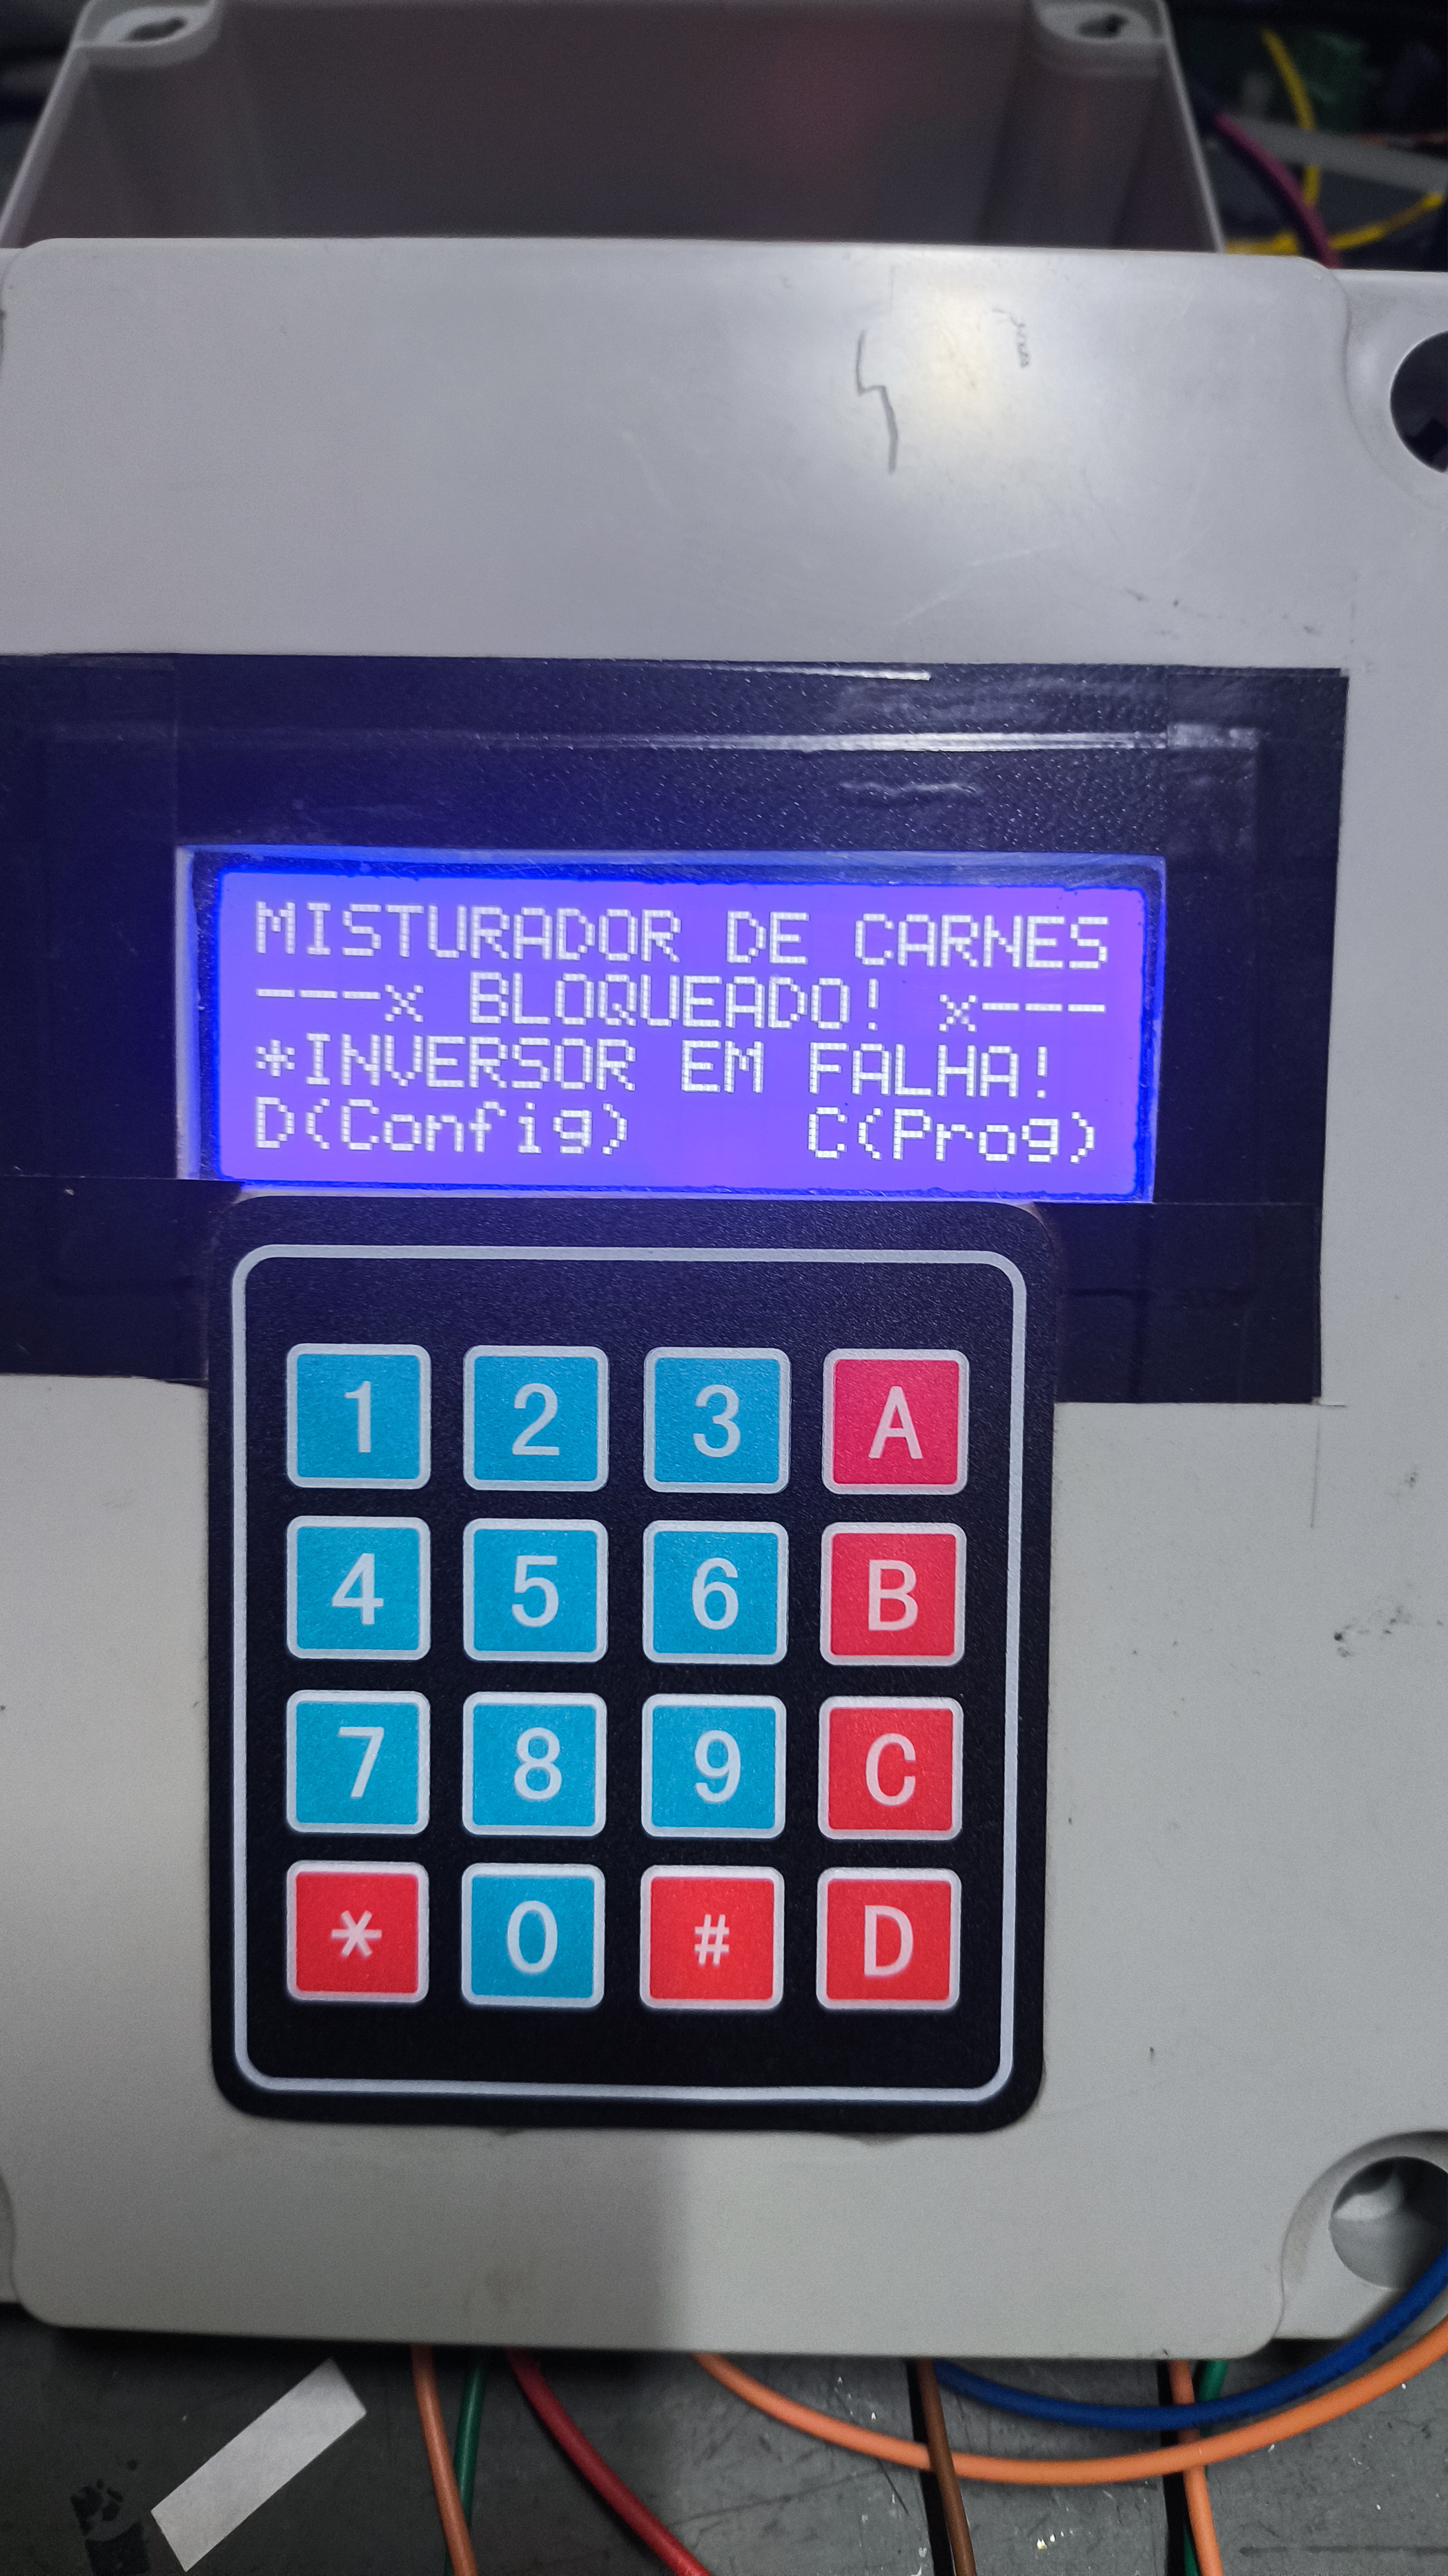 MISTURADOR DE CARNES
---x BLOQUEADO! x---
*INVERSOR EM FALHA!
D(Config) C(Prog)
1 2 3 A
4 5 6 B
7 8 9 C
* 0 # D